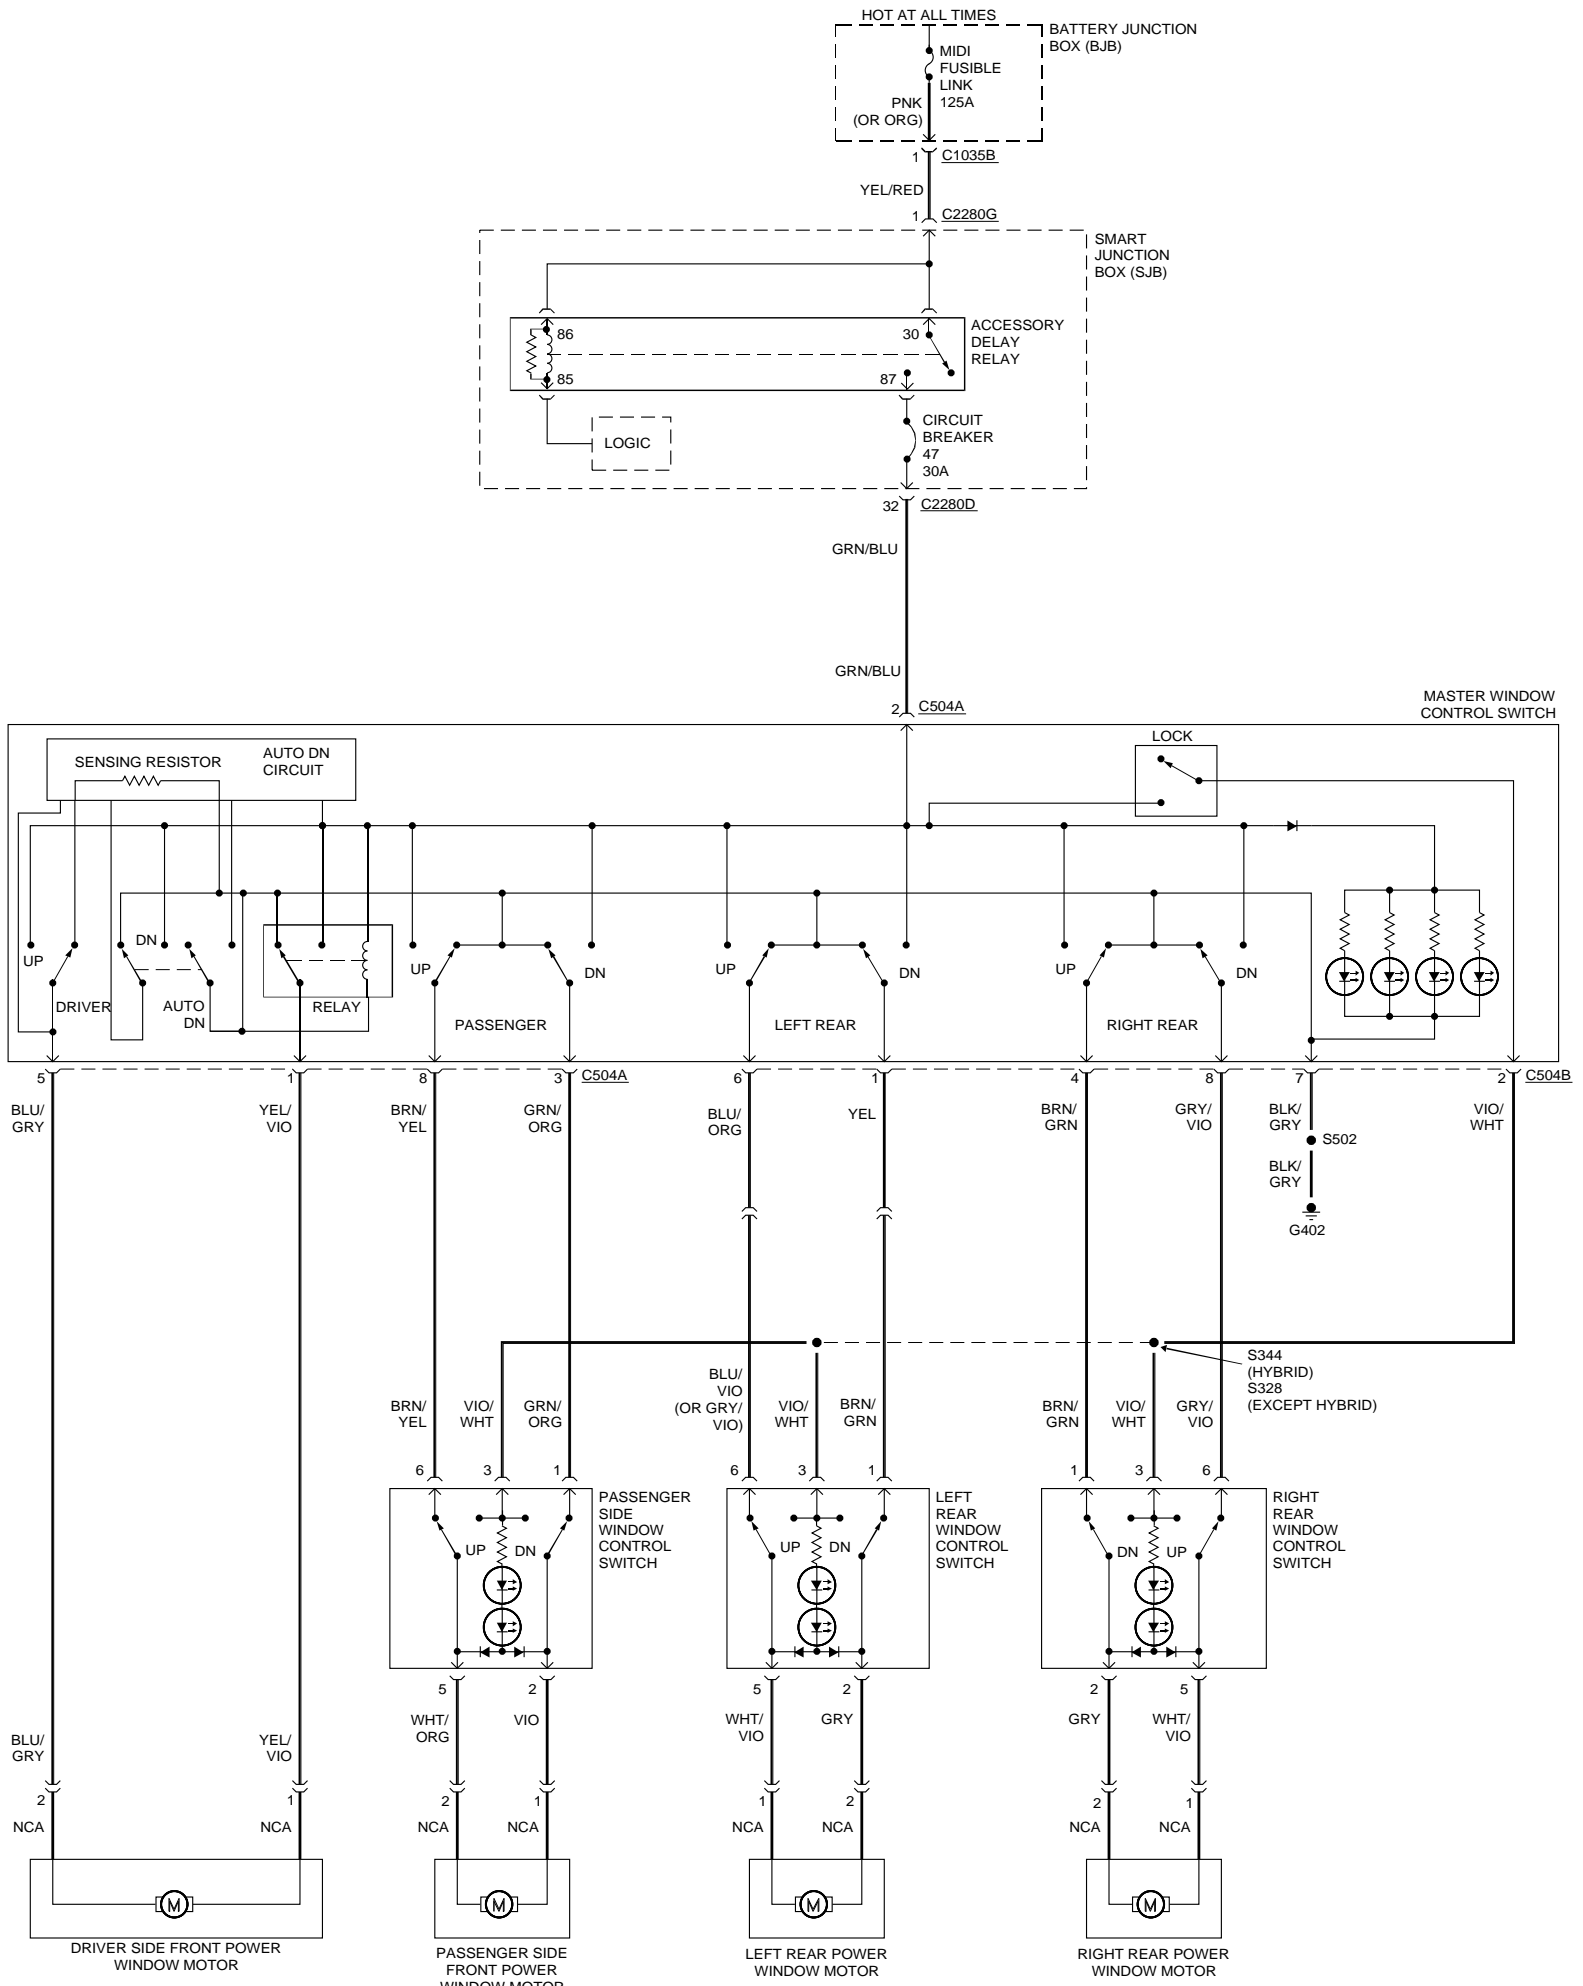 HOT AT ALL TIMES
BATTERY JUNCTION
BOX (BJB)
MIDI
FUSIBLE
LINK
125A
PNK
(OR ORG)
1
C1035B
YEL/RED
1
C2280G
SMART
JUNCTION
BOX (SJB)
86
30
ACCESSORY
DELAY
RELAY
85
87
LOGIC
CIRCUIT
BREAKER
47
30A
32
C2280D
GRN/BLU
GRN/BLU
2
C504A
MASTER WINDOW
CONTROL SWITCH
LOCK
SENSING RESISTOR
AUTO DN
CIRCUIT
UP
DRIVER
DN
AUTO
DN
RELAY
UP
DN
PASSENGER
UP
DN
LEFT REAR
UP
DN
RIGHT REAR
5
1
8
3
C504A
6
1
4
8
7
2
C504B
BLU/
GRY
YEL/
VIO
BRN/
YEL
GRN/
ORG
BLU/
ORG
YEL
BRN/
GRN
GRY/
VIO
BLK/
GRY
VIO/
WHT
S502
BLK/
GRY
G402
S344
(HYBRID)
S328
(EXCEPT HYBRID)
BRN/
YEL
VIO/
WHT
GRN/
ORG
BLU/
VIO
(OR GRY/
VIO)
VIO/
WHT
BRN/
GRN
BRN/
GRN
VIO/
WHT
GRY/
VIO
6
3
1
6
3
1
1
3
6
PASSENGER
SIDE
WINDOW
CONTROL
SWITCH
UP
DN
LEFT
REAR
WINDOW
CONTROL
SWITCH
UP
DN
RIGHT
REAR
WINDOW
CONTROL
SWITCH
DN
UP
5
2
5
2
2
5
WHT/
ORG
VIO
WHT/
VIO
GRY
GRY
WHT/
VIO
BLU/
GRY
YEL/
VIO
2
1
2
1
1
2
2
1
NCA
NCA
NCA
NCA
NCA
NCA
NCA
NCA
M
M
M
M
DRIVER SIDE FRONT POWER
WINDOW MOTOR
PASSENGER SIDE
FRONT POWER
WINDOW MOTOR
LEFT REAR POWER
WINDOW MOTOR
RIGHT REAR POWER
WINDOW MOTOR